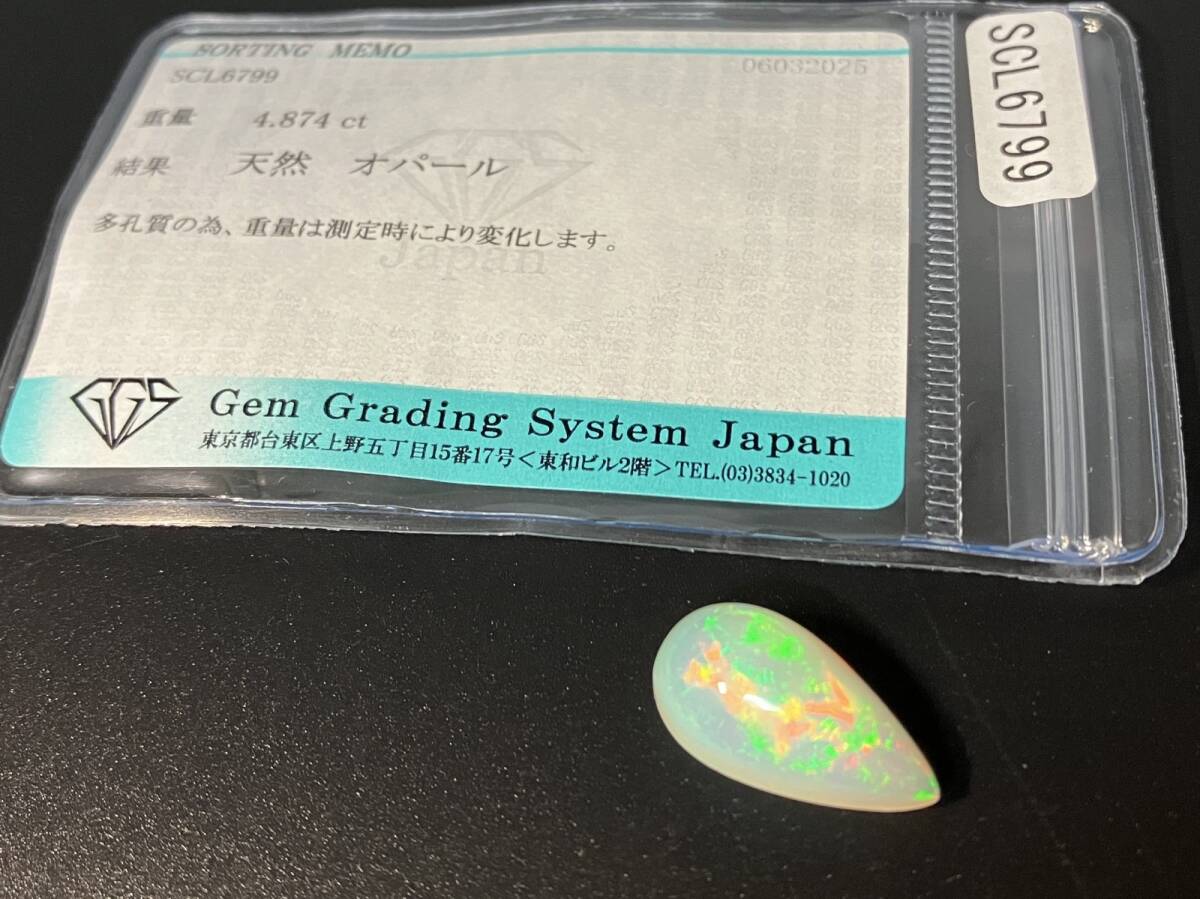 SORTING MEMO
SCL6799 06032025
重量 4.874 ct
結果 天然 オパール
多孔質の為、重量は測定時により変化します。
Japan
GGS Gem Grading System Japan
東京都台東区上野五丁目15番17号<東和ビル2階>TEL.(03)3834-1020
SCL6799